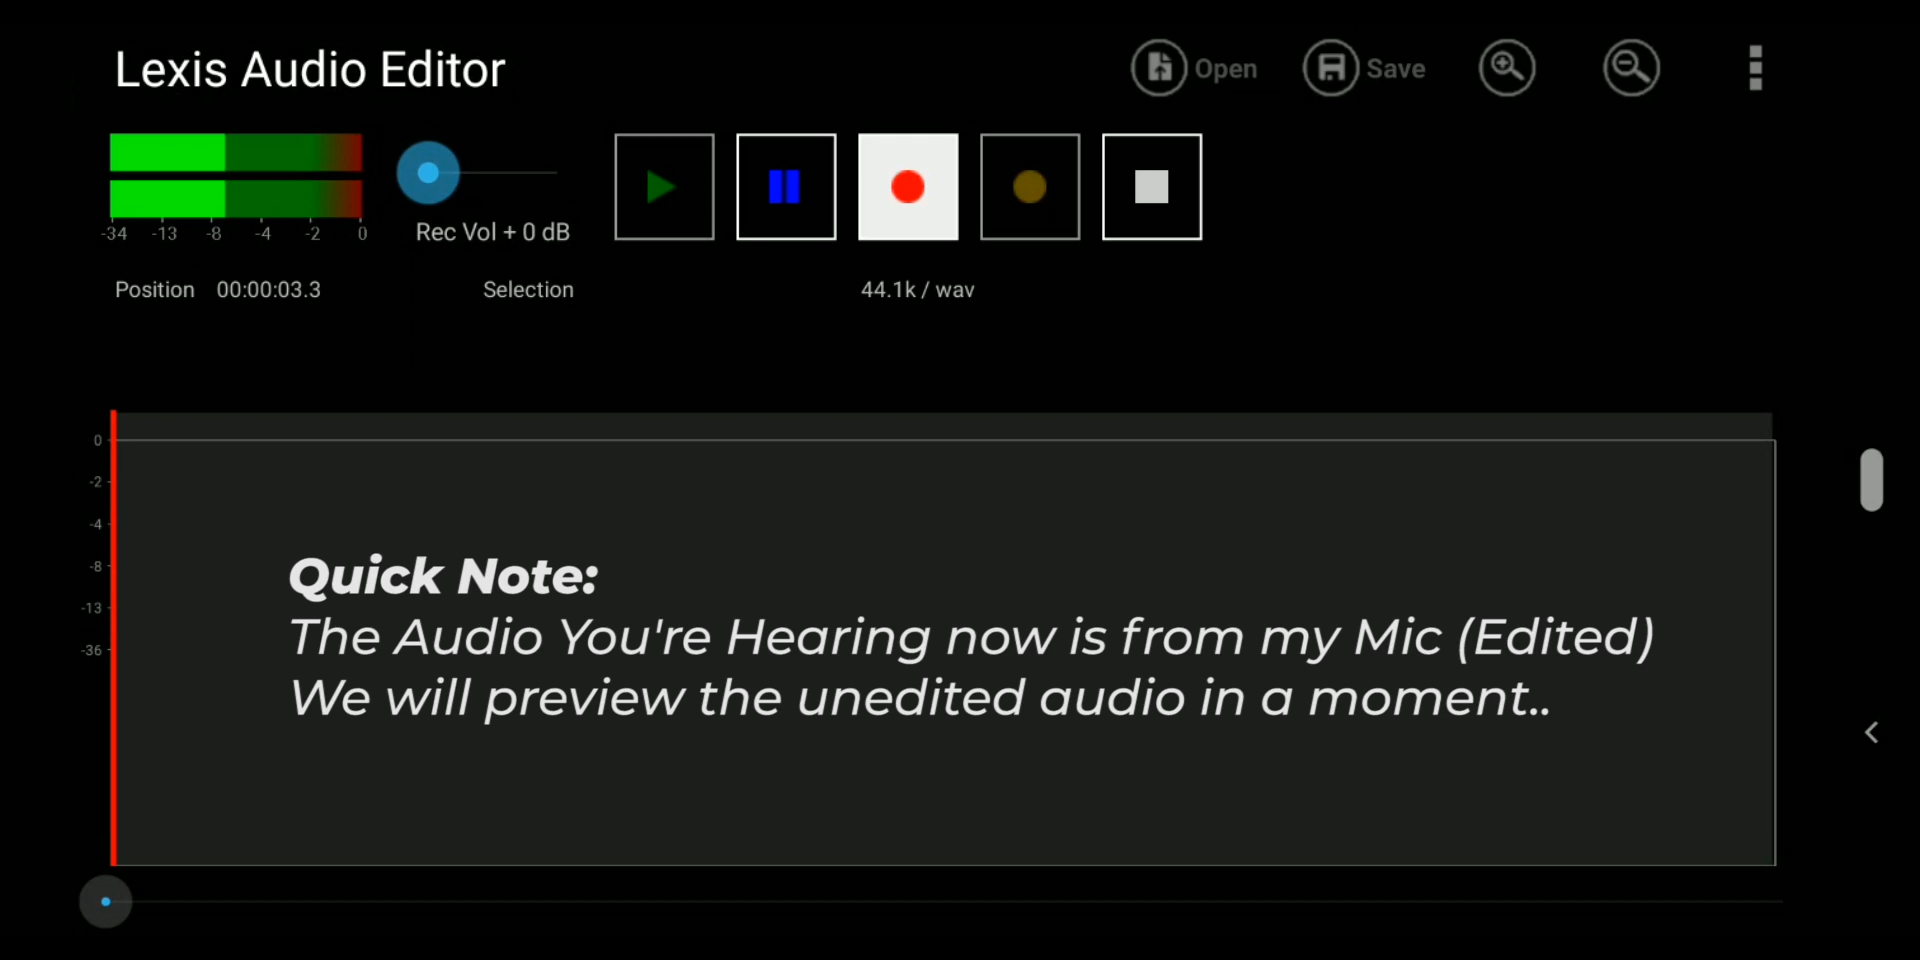 Lexis Audio Editor
Open
Save
-34 -13 -8 -4 -2 0
Rec Vol + 0 dB
Position 00:00:03.3
Selection
44.1k / wav
0
-2
-4
-8
-13
-36
Quick Note:
The Audio You're Hearing now is from my Mic (Edited)
We will preview the unedited audio in a moment..